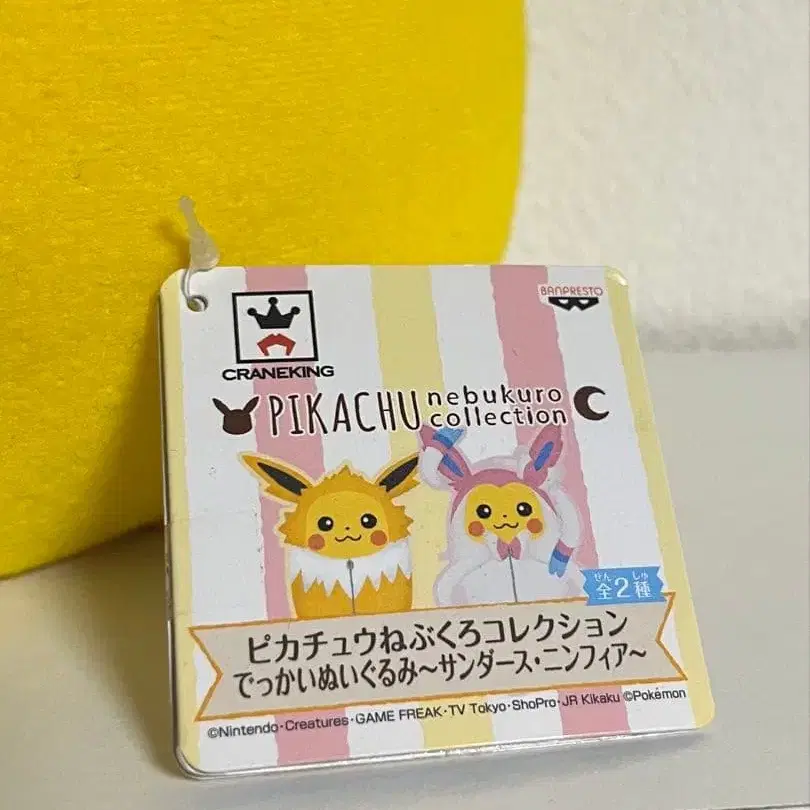 BANPRESTO
CRANEKING
PIKACHU nebukuro collection
せん しゅ
全2種
ピカチュウねぶくろコレクション
でっかいぬいぐるみ～サンダース・ニンフィア～
©Nintendo・Creatures・GAME FREAK・TV Tokyo・ShoPro・JR Kikaku ©Pokémon